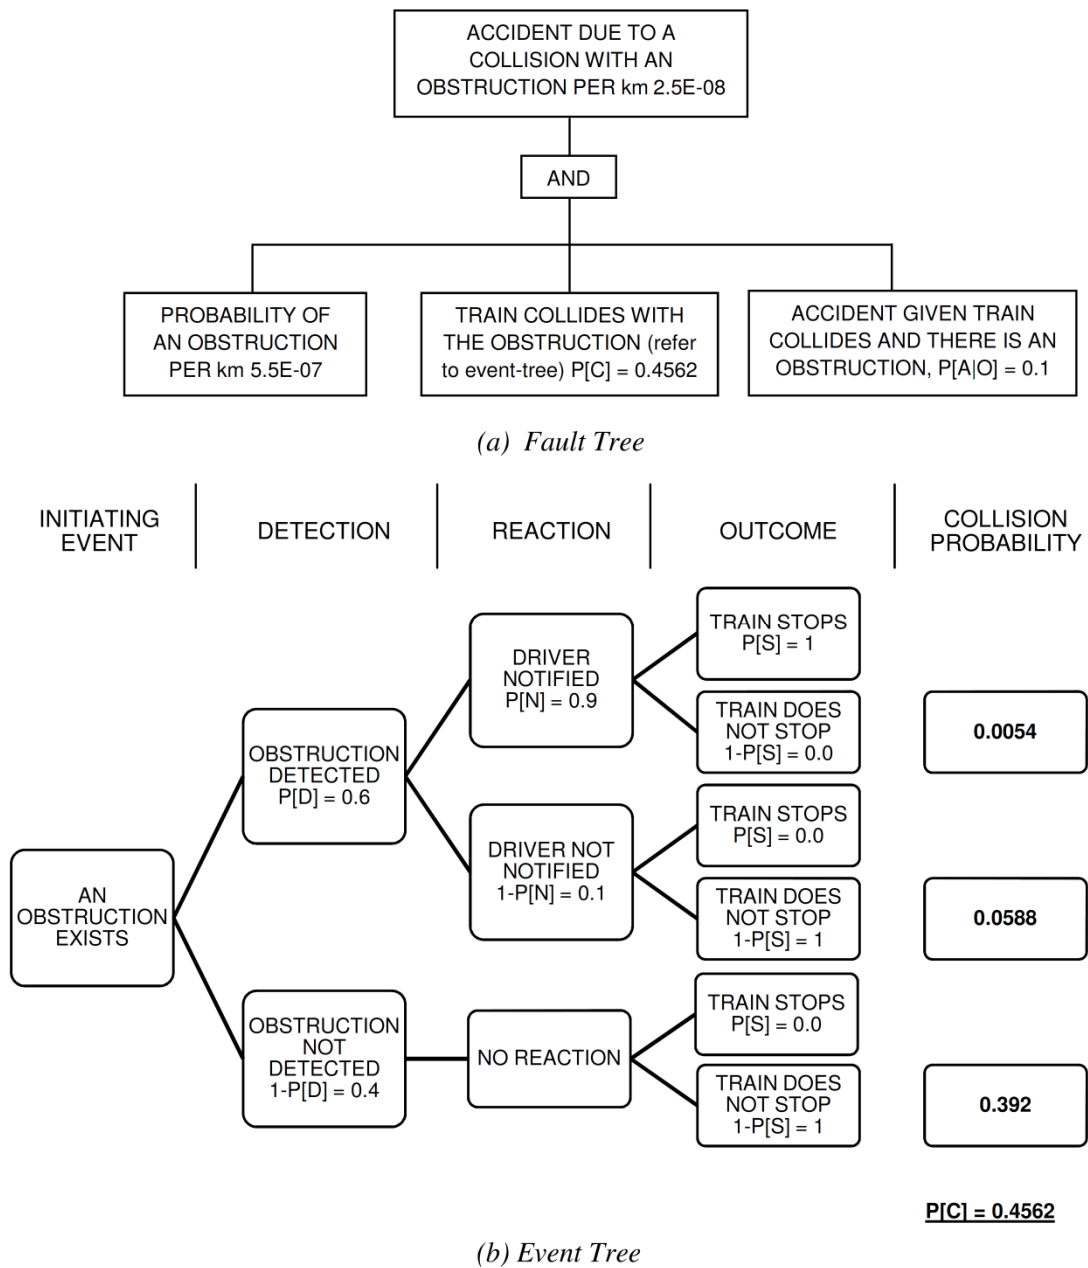 ACCIDENT DUE TO A
COLLISION WITH AN
OBSTRUCTION PER km 2.5E-08
AND
PROBABILITY OF
AN OBSTRUCTION
PER km 5.5E-07
TRAIN COLLIDES WITH
THE OBSTRUCTION (refer
to event-tree) P[C] = 0.4562
ACCIDENT GIVEN TRAIN
COLLIDES AND THERE IS AN
OBSTRUCTION, P[A|O] = 0.1
(a) Fault Tree
INITIATING
EVENT
DETECTION
REACTION
OUTCOME
COLLISION
PROBABILITY
AN
OBSTRUCTION
EXISTS
OBSTRUCTION
DETECTED
P[D] = 0.6
OBSTRUCTION
NOT
DETECTED
1-P[D] = 0.4
DRIVER
NOTIFIED
P[N] = 0.9
DRIVER NOT
NOTIFIED
1-P[N] = 0.1
NO REACTION
TRAIN STOPS
P[S] = 1
TRAIN DOES
NOT STOP
1-P[S] = 0.0
TRAIN STOPS
P[S] = 0.0
TRAIN DOES
NOT STOP
1-P[S] = 1
TRAIN STOPS
P[S] = 0.0
TRAIN DOES
NOT STOP
1-P[S] = 1
0.0054
0.0588
0.392
P[C] = 0.4562
(b) Event Tree